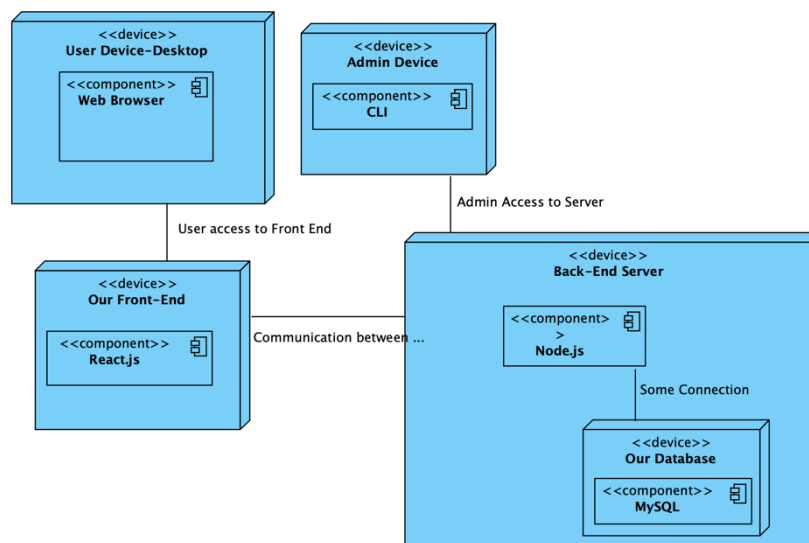 <<device>>
User Device-Desktop
<<component>>
Web Browser
<<device>>
Admin Device
<<component>>
CLI
User access to Front End
Admin Access to Server
<<device>>
Our Front-End
<<component>>
React.js
Communication between ...
<<device>>
Back-End Server
<<component>
>
Node.js
Some Connection
<<device>>
Our Database
<<component>>
MySQL